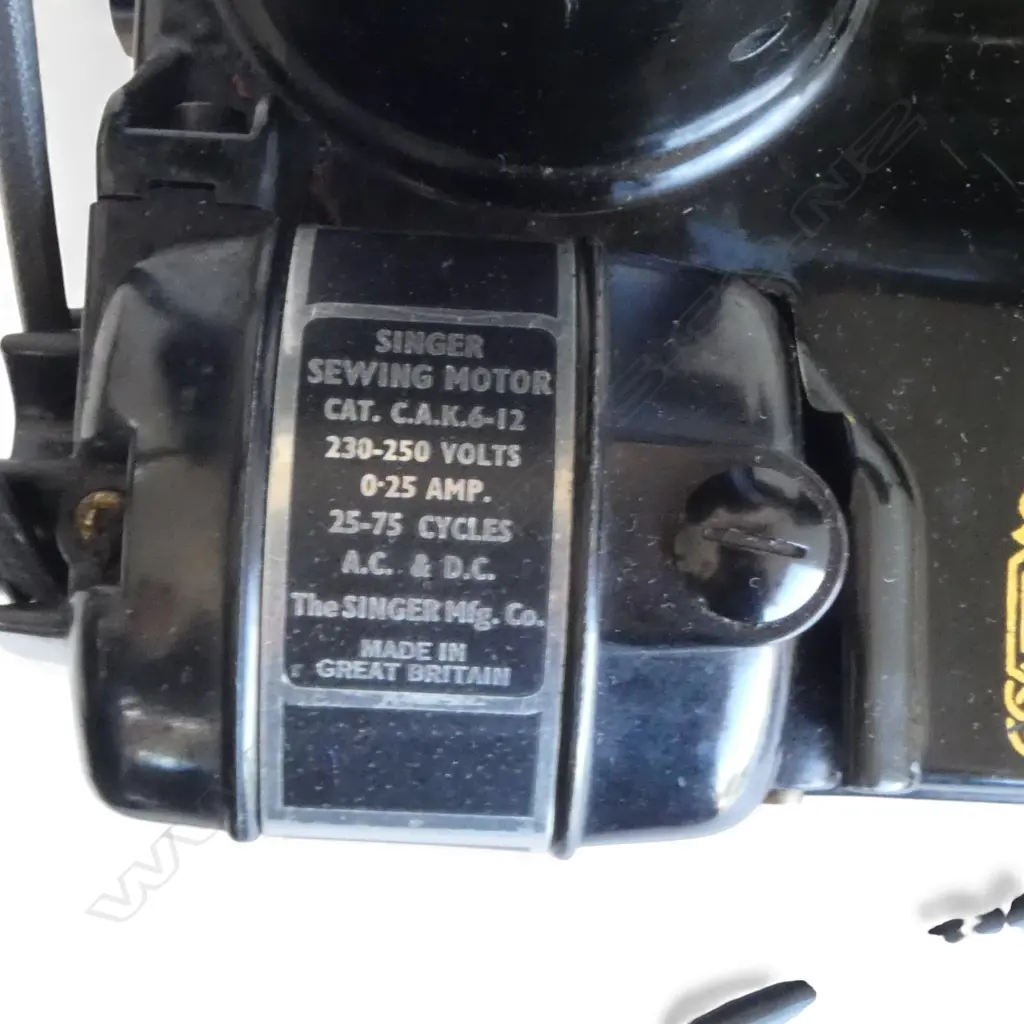 SINGER
SEWING MOTOR
CAT. C.A.K.6-12
230-250 VOLTS
0·25 AMP.
25-75 CYCLES
A.C. & D.C.
The SINGER Mfg. Co.
MADE IN
GREAT BRITAIN